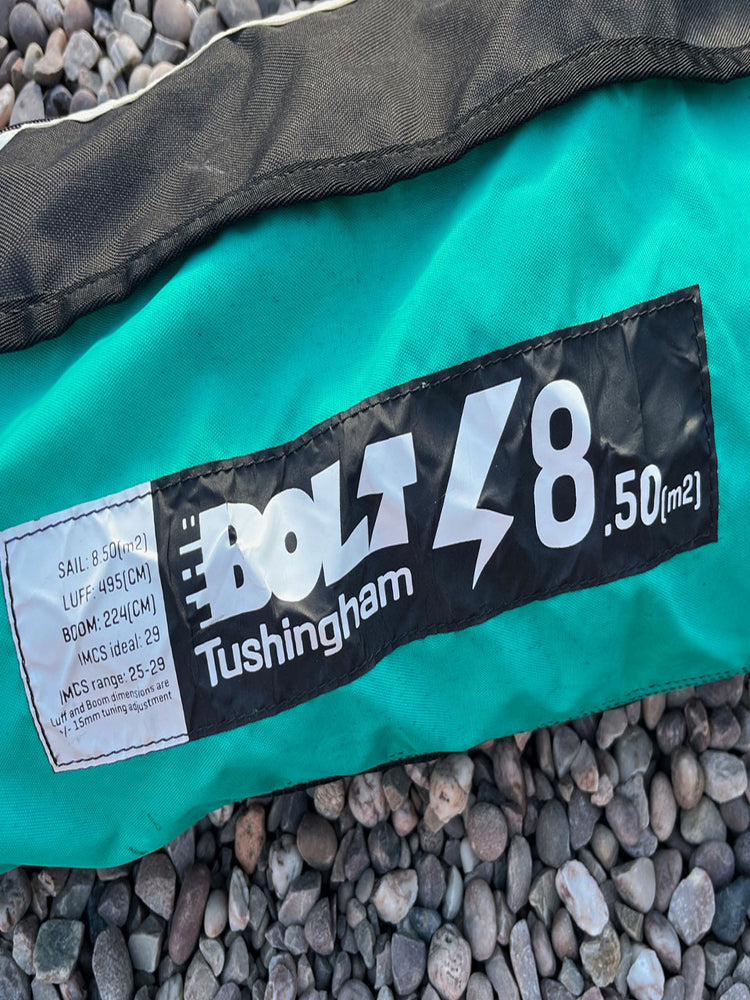 SAIL: 8.50(m2)
LUFF: 495(CM)
BOOM: 224(CM)
IMCS ideal: 29
IMCS range: 25-29
Luff and Boom dimensions are
+/- 15mm tuning adjustment
BOLT
Tushingham
8.50(m2)